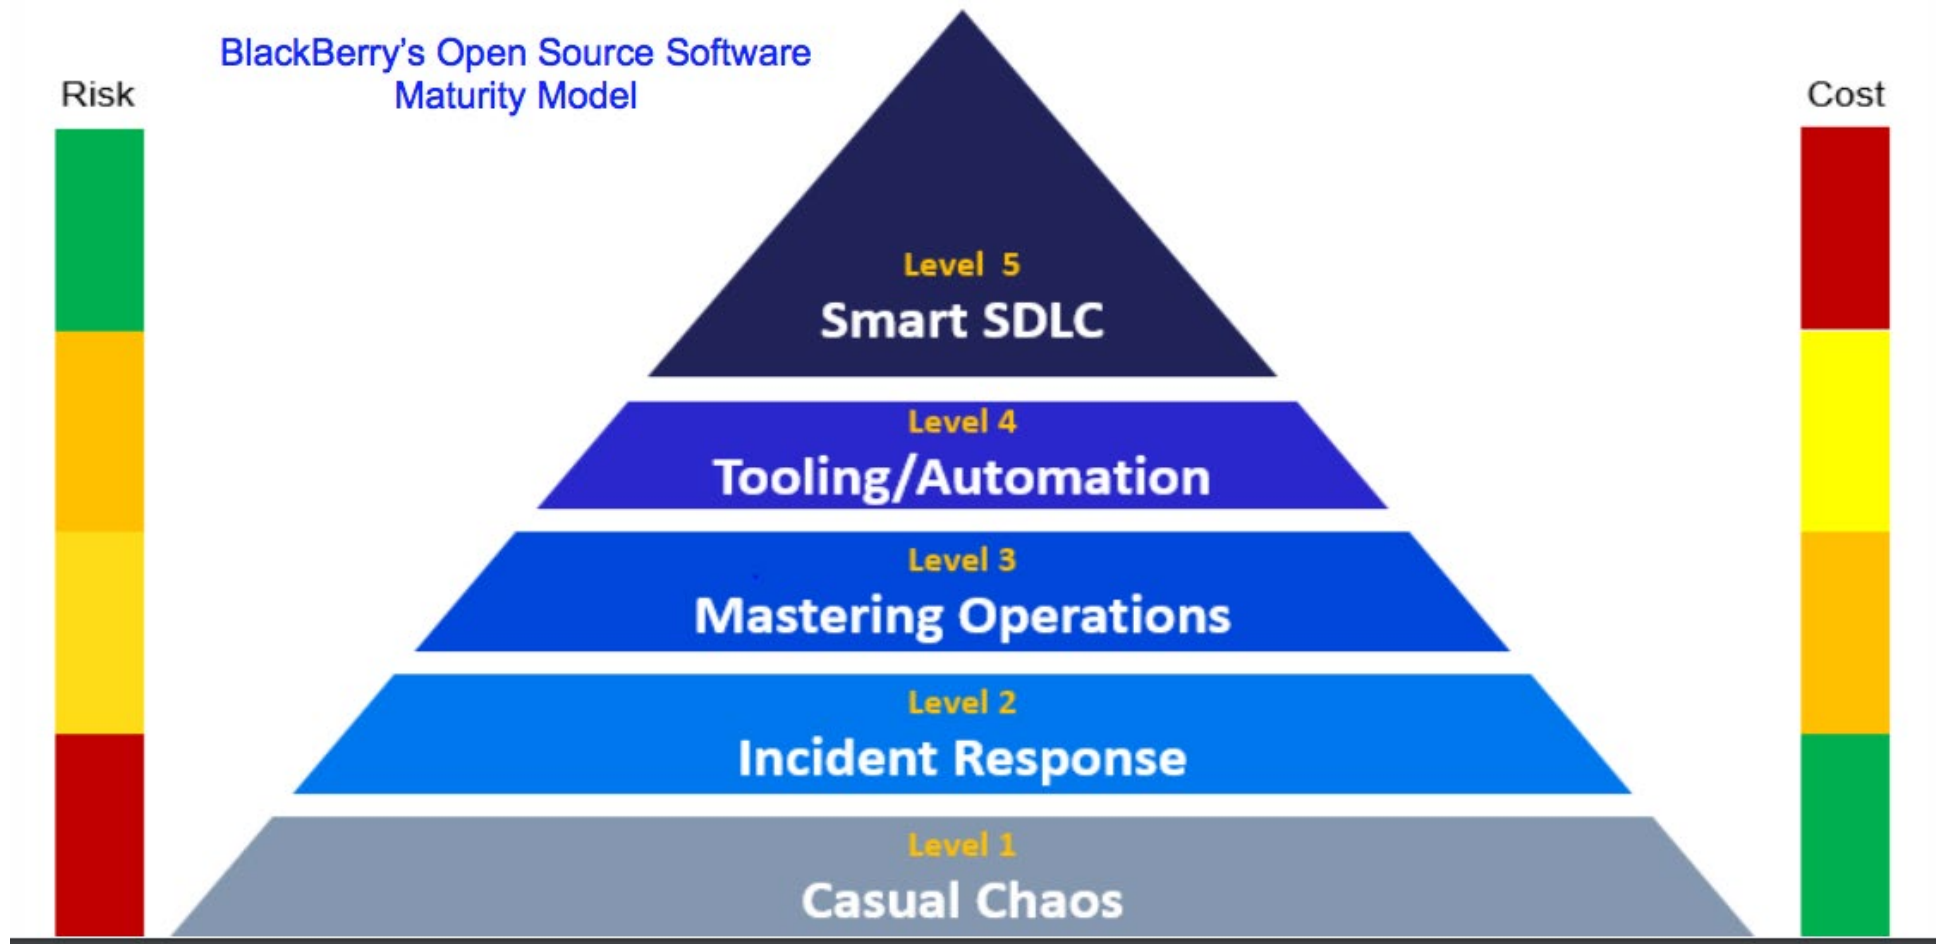 BlackBerry’s Open Source Software
Maturity Model
Risk
Cost
Level 5
Smart SDLC
Level 4
Tooling/Automation
Level 3
Mastering Operations
Level 2
Incident Response
Level 1
Casual Chaos